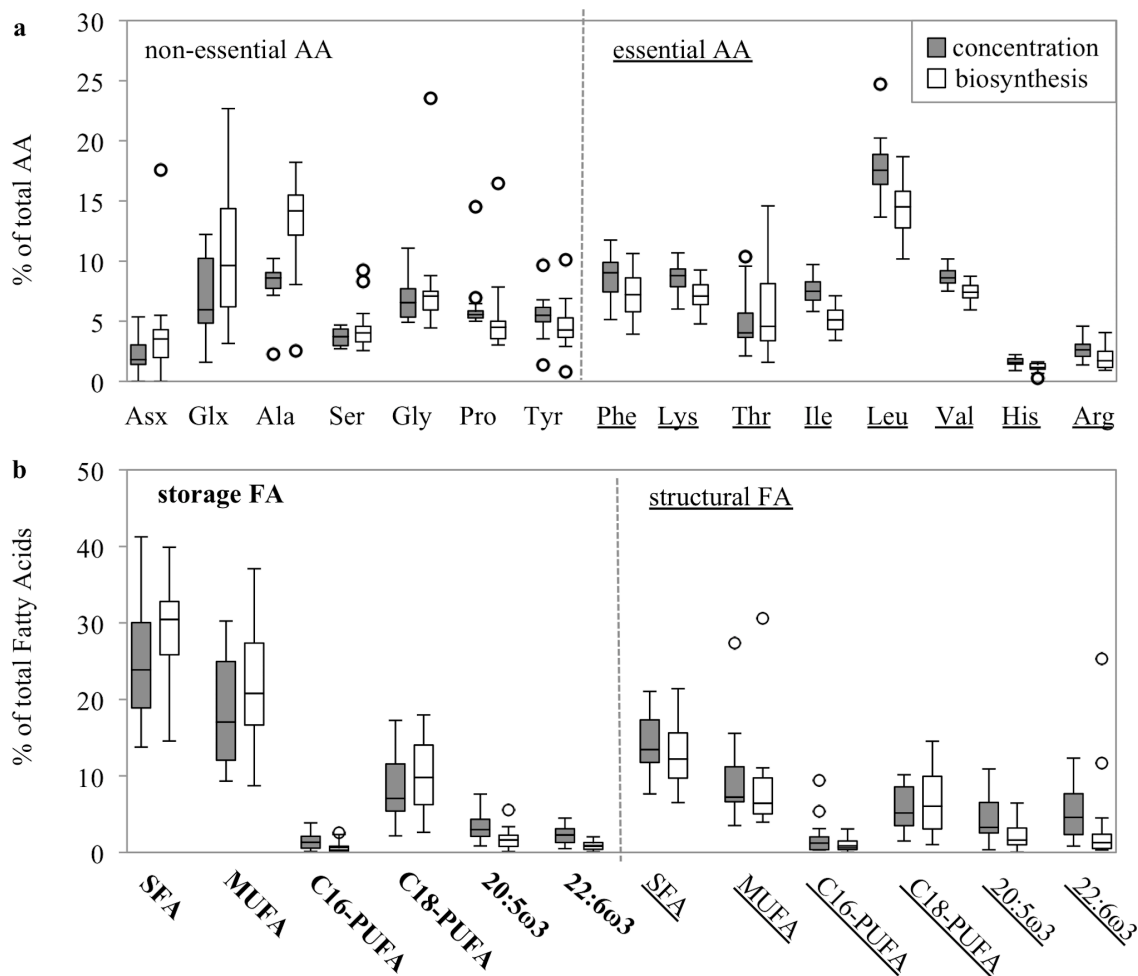 a
30
25
20
15
10
5
0
% of total AA
non-essential AA
essential AA
concentration
biosynthesis
Asx Glx Ala Ser Gly Pro Tyr Phe Lys Thr Ile Leu Val His Arg
b
50
40
30
20
10
0
% of total Fatty Acids
storage FA
structural FA
SFA
MUFA
C16-PUFA
C18-PUFA
20:5ω3
22:6ω3
SFA
MUFA
C16-PUFA
C18-PUFA
20:5ω3
22:6ω3